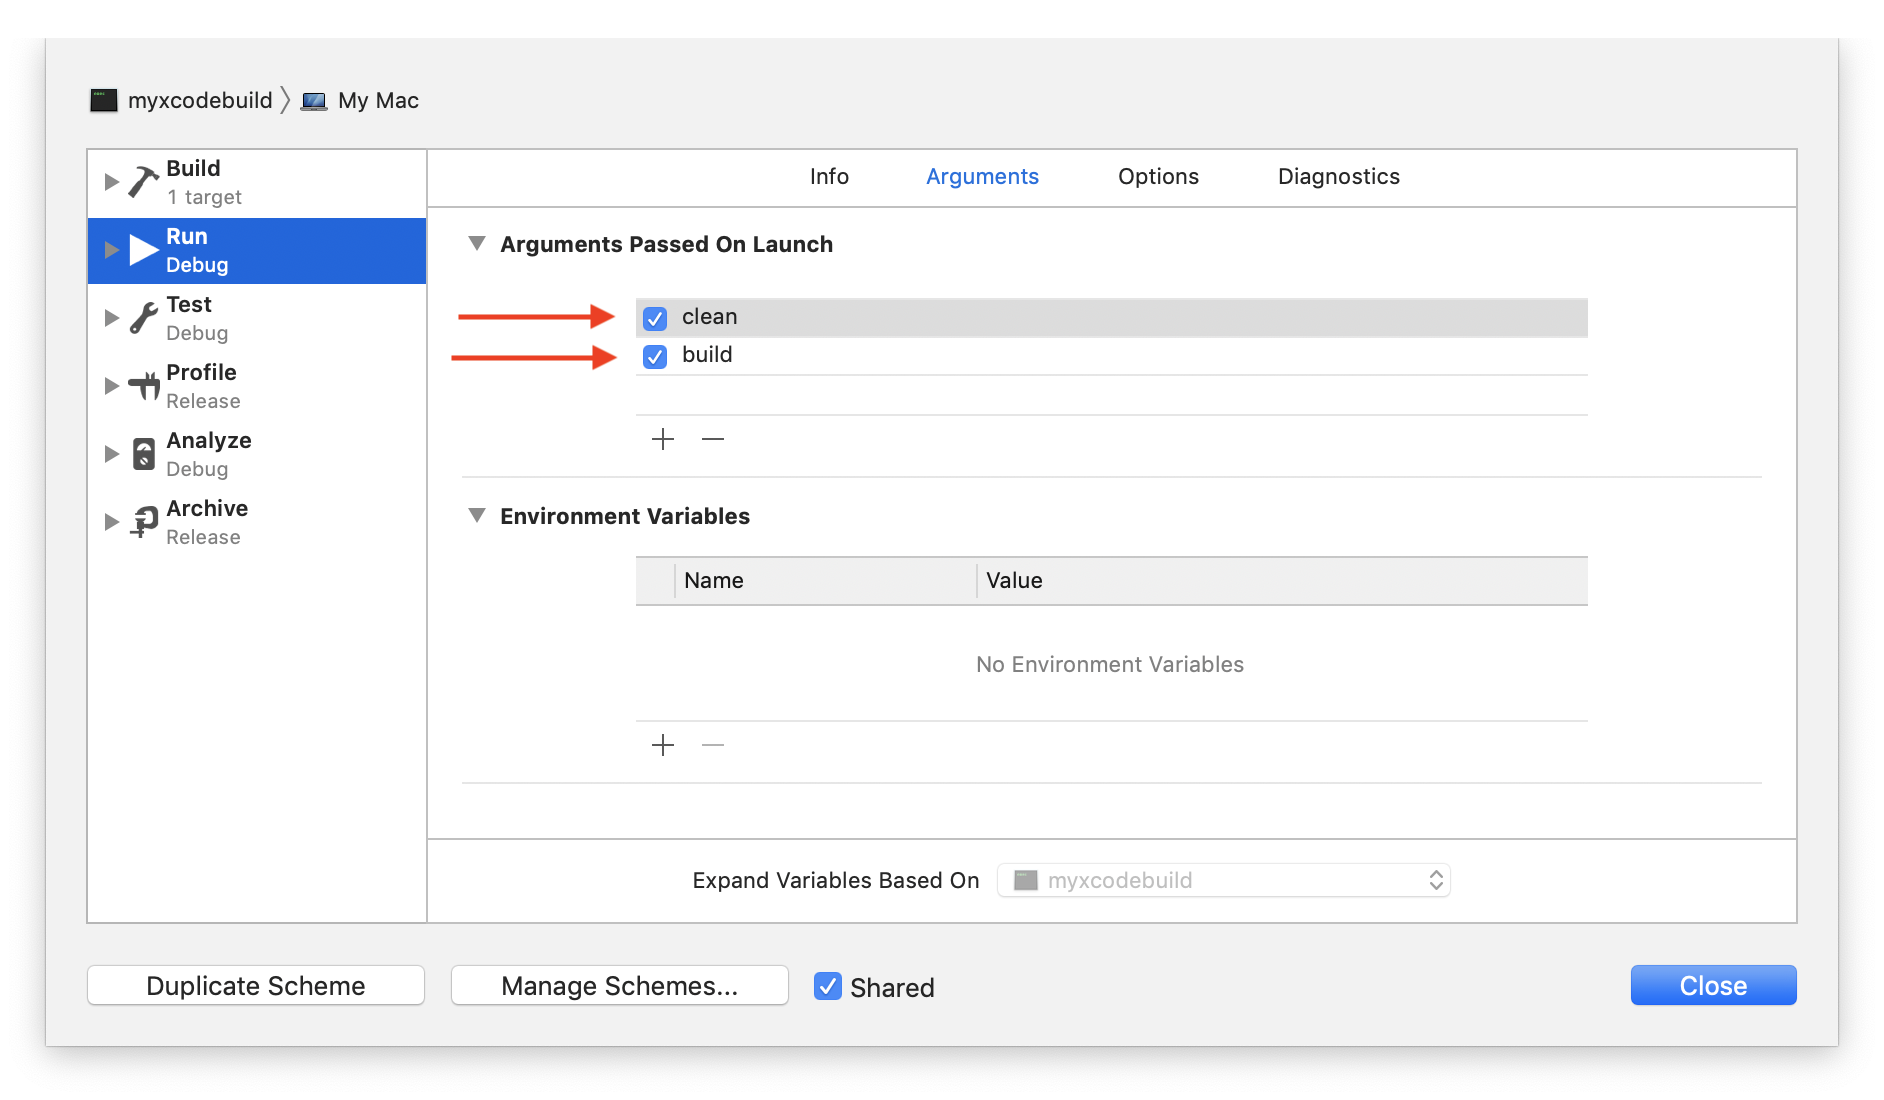 myxcodebuild 〉 My Mac
Build
1 target
Run
Debug
Test
Debug
Profile
Release
Analyze
Debug
Archive
Release
Info Arguments Options Diagnostics
Arguments Passed On Launch
clean
build
Environment Variables
Name Value
No Environment Variables
Expand Variables Based On myxcodebuild
Duplicate Scheme Manage Schemes... Shared Close